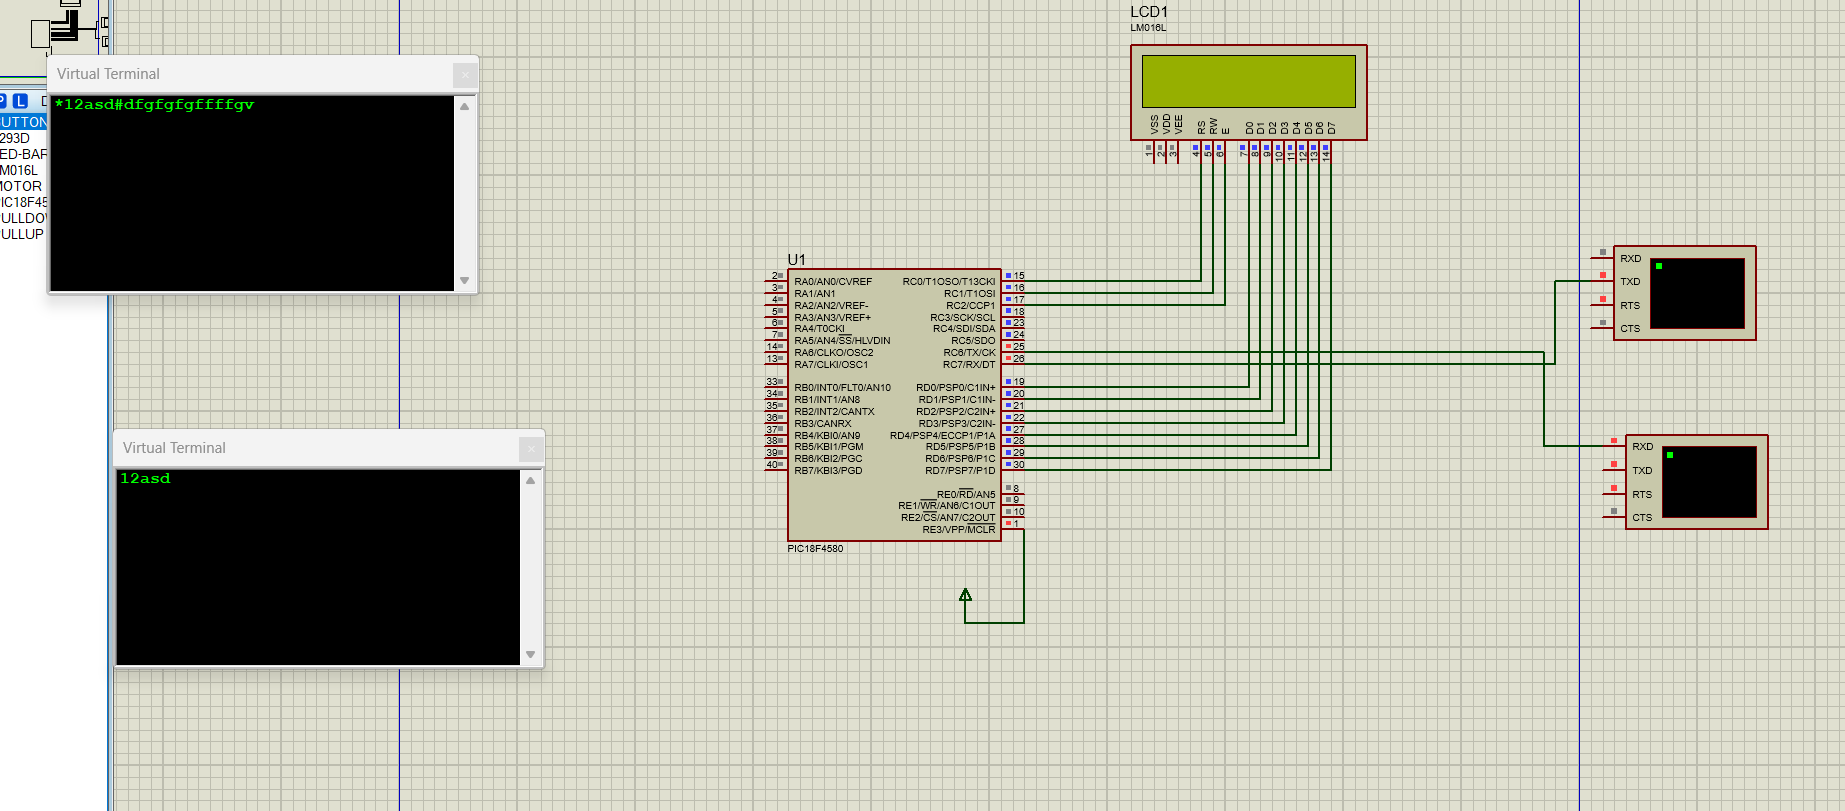 LCD1
LM016L
VSS
VDD
VEE
RS
RW
E
D0
D1
D2
D3
D4
D5
D6
D7
1
2
3
4
5
6
7
8
9
10
11
12
13
14
Virtual Terminal
*12asd#dfgfgfgffffgv
P L
UTTON
293D
ED-BAR
M016L
MOTOR
PIC18F45
PULLDO
PULLUP
Virtual Terminal
12asd
U1
2 RA0/AN0/CVREF RC0/T1OSO/T13CKI 15
3 RA1/AN1 RC1/T1OSI 16
4 RA2/AN2/VREF- RC2/CCP1 17
5 RA3/AN3/VREF+ RC3/SCK/SCL 18
6 RA4/T0CKI RC4/SDI/SDA 23
7 RA5/AN4/SS/HLVDIN RC5/SDO 24
14 RA6/CLKO/OSC2 RC6/TX/CK 25
13 RA7/CLKI/OSC1 RC7/RX/DT 26
33 RB0/INT0/FLT0/AN10 RD0/PSP0/C1IN+ 19
34 RB1/INT1/AN8 RD1/PSP1/C1IN- 20
35 RB2/INT2/CANTX RD2/PSP2/C2IN+ 21
36 RB3/CANRX RD3/PSP3/C2IN- 22
37 RB4/KBI0/AN9 RD4/PSP4/ECCP1/P1A 27
38 RB5/KBI1/PGM RD5/PSP5/P1B 28
39 RB6/KBI2/PGC RD6/PSP6/P1C 29
40 RB7/KBI3/PGD RD7/PSP7/P1D 30
RE0/RD/AN5 8
RE1/WR/AN6/C1OUT 9
RE2/CS/AN7/C2OUT 10
RE3/VPP/MCLR 1
PIC18F4580
RXD
TXD
RTS
CTS
RXD
TXD
RTS
CTS